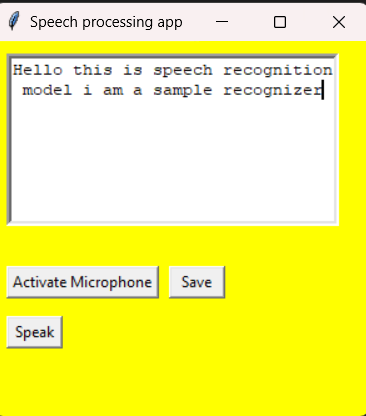 Speech processing app
Hello this is speech recognition
model i am a sample recognizer
Activate Microphone Save
Speak